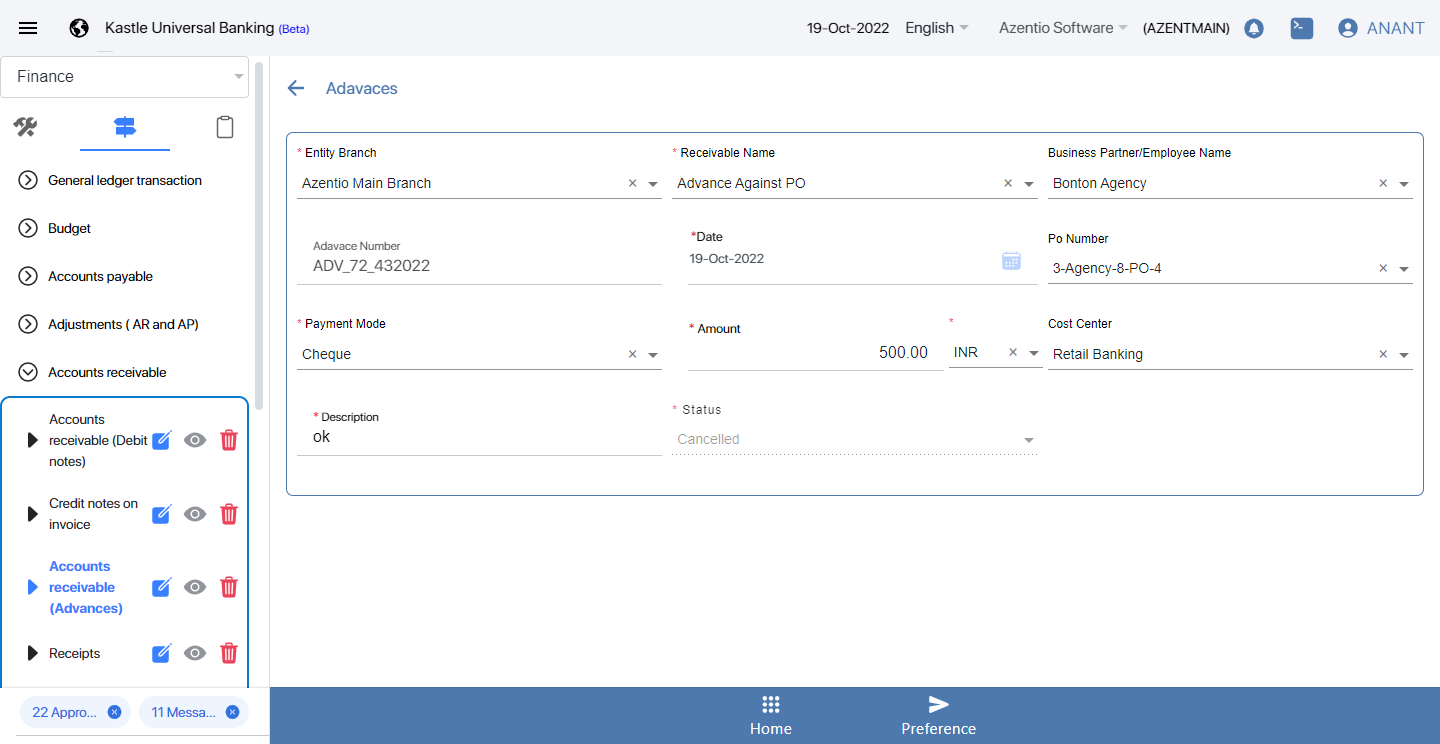 Kastle Universal Banking (Beta)
19-Oct-2022 English Azentio Software (AZENTMAIN) ANANT
Finance
General ledger transaction
Budget
Accounts payable
Adjustments ( AR and AP)
Accounts receivable
Accounts
receivable (Debit
notes)
Credit notes on
invoice
Accounts
receivable
(Advances)
Receipts
22 Appro...
11 Messa...
Adavaces
* Entity Branch
Azentio Main Branch
* Receivable Name
Advance Against PO
Business Partner/Employee Name
Bonton Agency
Adavace Number
ADV_72_432022
*Date
19-Oct-2022
Po Number
3-Agency-8-PO-4
* Payment Mode
Cheque
* Amount
500.00
*
INR
Cost Center
Retail Banking
* Description
ok
* Status
Cancelled
Home
Preference